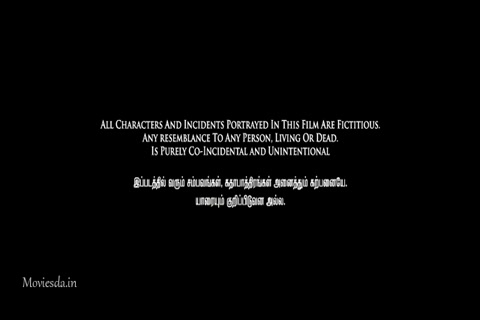 ALL CHARACTERS AND INCIDENTS PORTRAYED IN THIS FILM ARE FICTITIOUS.
ANY RESEMBLANCE TO ANY PERSON, LIVING OR DEAD.
IS PURELY CO-INCIDENTAL AND UNINTENTIONAL
இப்படத்தில் வரும் சம்பவங்கள், கதாபாத்திரங்கள் அனைத்தும் கற்பனையே.
யாரையும் குறிப்பிடுவன அல்ல.
Moviesda.in